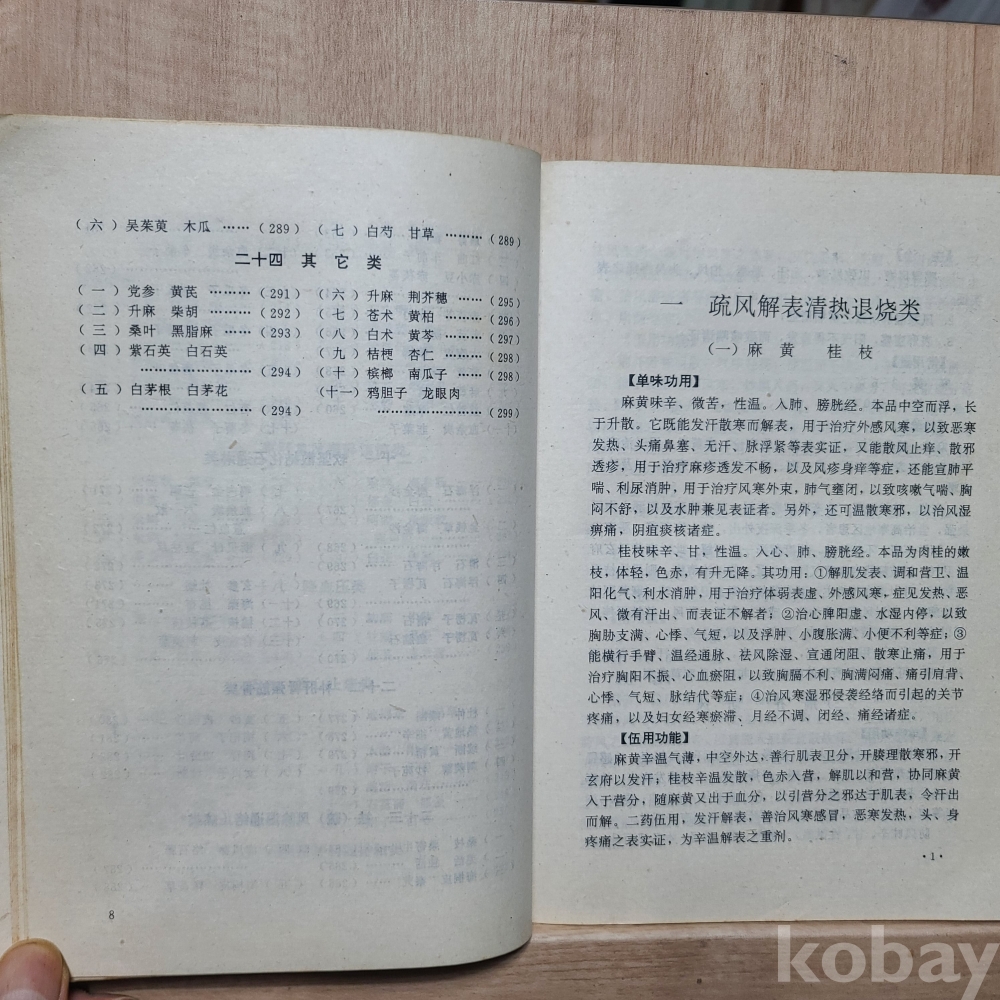 （六）吴茱萸 木瓜 ……（289）
（七）白芍 甘草 ………（289）
二十四 其它类
（一）党参 黄芪 ……（291）
（二）升麻 柴胡 ……（292）
（三）桑叶 黑脂麻 …（293）
（四）紫石英 白石英
……………………（294）
（五）白茅根 白茅花
……………………（294）
（六）升麻 荆芥穗 …（295）
（七）苍术 黄柏 ……（296）
（八）白术 黄芩 ……（297）
（九）桔梗 杏仁 ……（298）
（十）槟榔 南瓜子 …（298）
（十一）鸦胆子 龙眼肉
……………………（299）
8
一 疏风解表清热退烧类
（一）麻黄 桂枝
【单味功用】
麻黄味辛、微苦，性温。入肺、膀胱经。本品中空而浮，长
于升散。它既能发汗散寒而解表，用于治疗外感风寒，以致恶寒
发热、头痛鼻塞、无汗、脉浮紧等表实证，又能散风止痒、散邪
透疹，用于治疗麻疹透发不畅，以及风疹身痒等症，还能宣肺平
喘、利尿消肿，用于治疗风寒外束，肺气壅闭，以致咳嗽气喘、胸
闷不舒，以及水肿兼见表证者。另外，还可温散寒邪，以治风湿
痹痛，阴疽痰核诸症。
桂枝味辛、甘，性温。入心、肺、膀胱经。本品为肉桂的嫩
枝，体轻，色赤，有升无降。其功用：①解肌发表、调和营卫、温
阳化气、利水消肿，用于治疗体弱表虚、外感风寒，症见发热、恶
风、微有汗出、而表证不解者；②治心脾阳虚、水湿内停，以致
胸胁支满、心悸、气短，以及浮肿、小腹胀满、小便不利等症；③
能横行手臂、温经通脉、祛风除湿、宣通闭阻、散寒止痛，用于
治疗胸阳不振、心血瘀阻，以致胸膈不利、胸满闷痛、痛引肩背、
心悸、气短、脉结代等症；④治风寒湿邪侵袭经络而引起的关节
疼痛，以及妇女经寒瘀滞、月经不调、闭经、痛经诸症。
【伍用功能】
麻黄辛温气薄，中空外达，善行肌表卫分，开腠理散寒邪，开
玄府以发汗；桂枝辛温发散，色赤入营，解肌以和营，协同麻黄
入于营分，随麻黄又出于血分，以引营分之邪达于肌表，令汗出
而解。二药伍用，发汗解表，善治风寒感冒，恶寒发热，头、身
疼痛之表实证，为辛温解表之重剂。
·1·
kobay